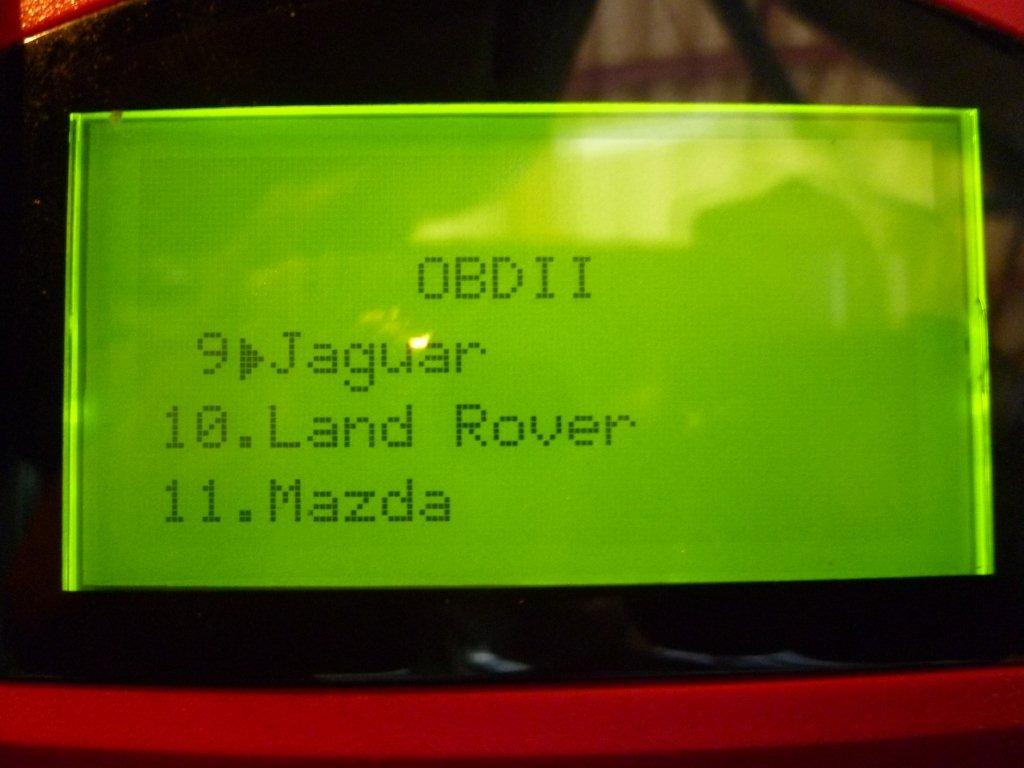 OBDII
9▶Jaguar
10.Land Rover
11.Mazda